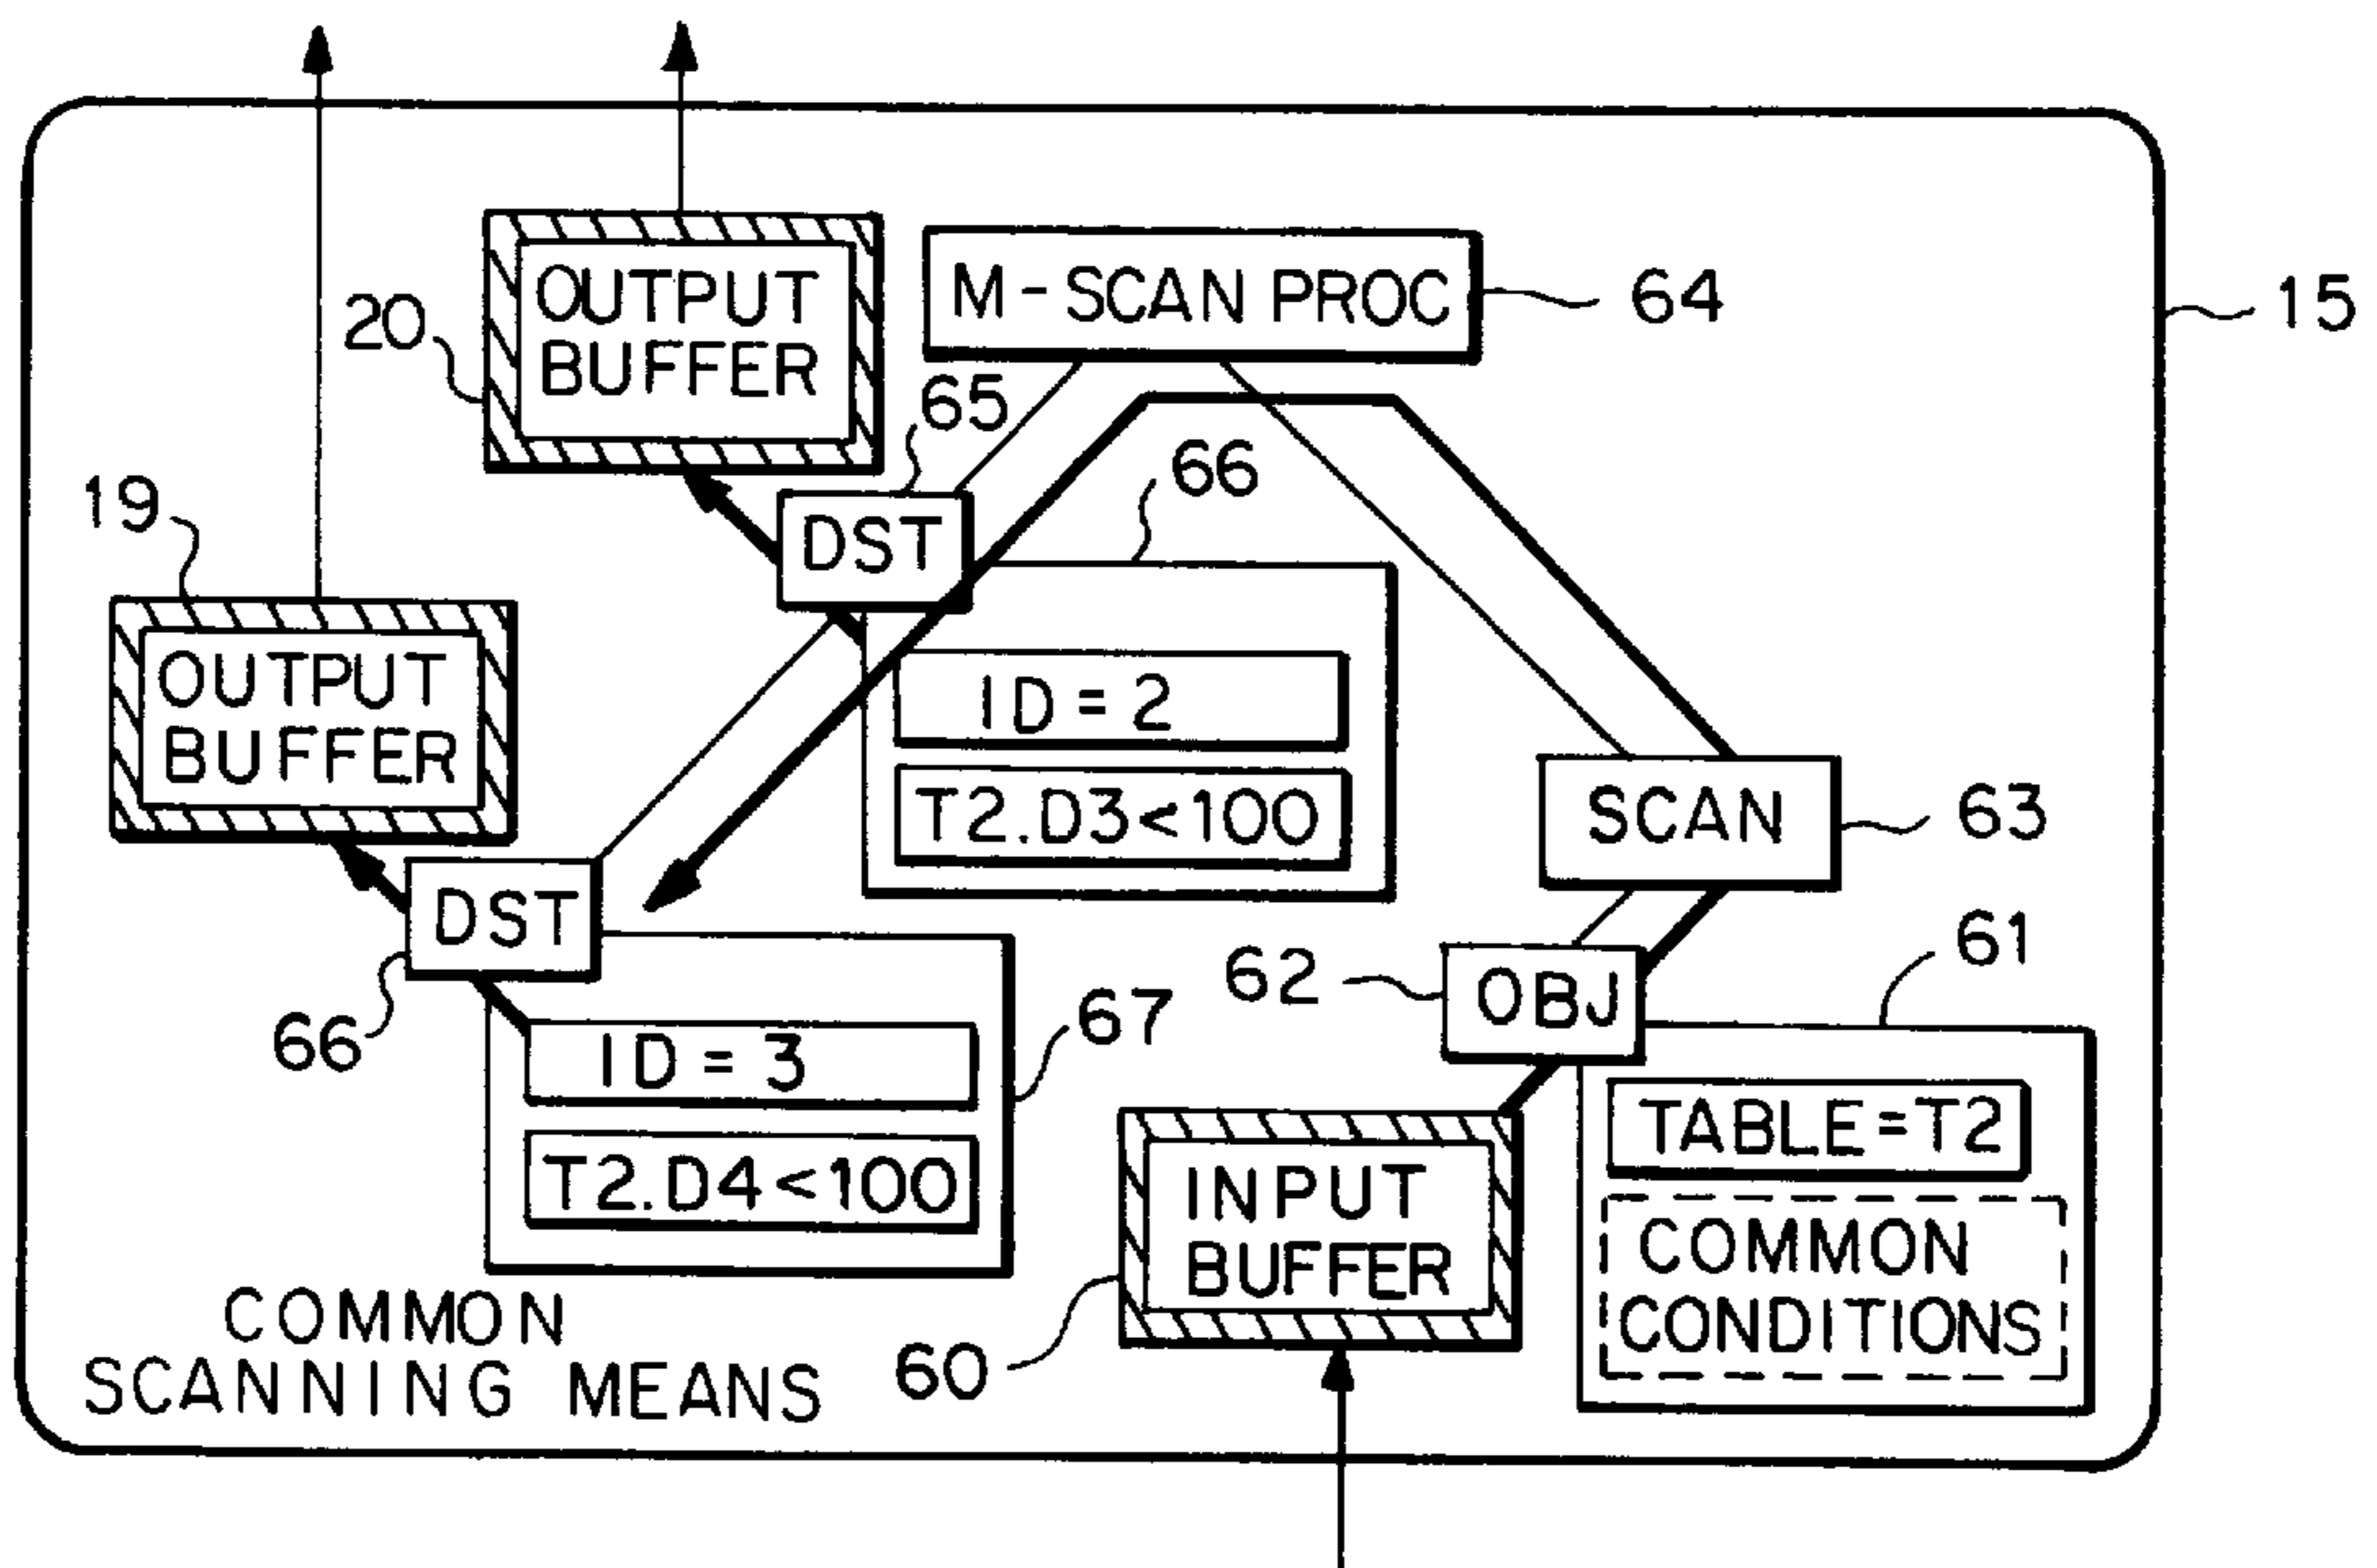 OUTPUT
BUFFER
20
M-SCAN PROC
64
15
65
66
19
DST
OUTPUT
BUFFER
ID = 2
T2.D3<100
SCAN
63
DST
66
62
OBJ
61
67
ID = 3
T2.D4<100
TABLE=T2
COMMON
CONDITIONS
INPUT
BUFFER
60
COMMON
SCANNING MEANS